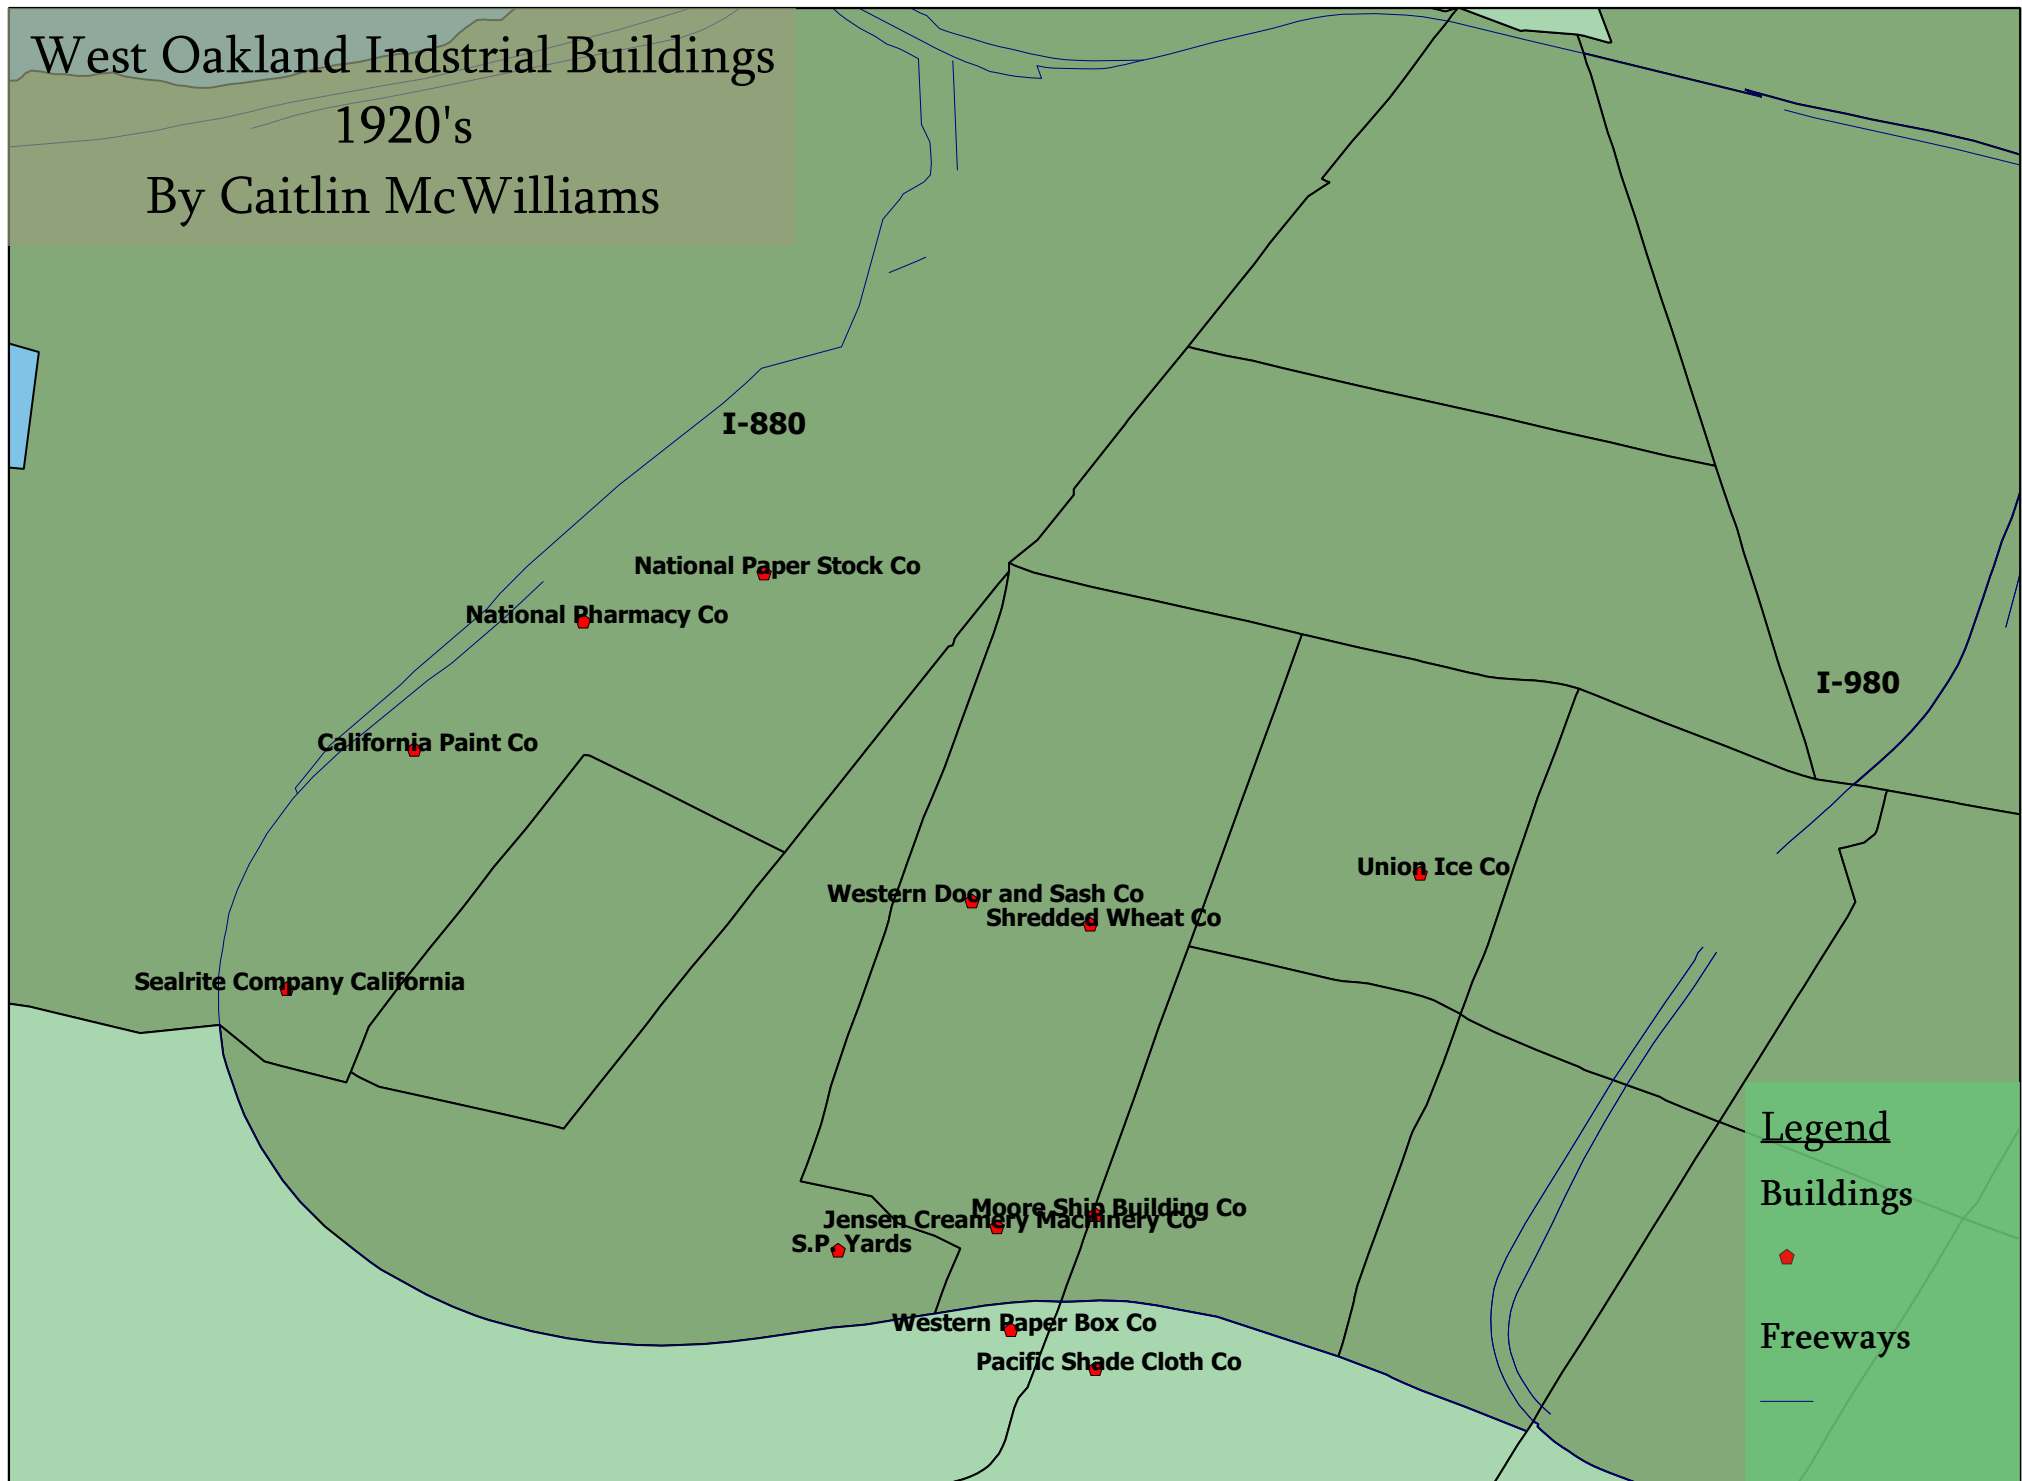 West Oakland Indstrial Buildings
1920's
By Caitlin McWilliams
I-880
National Paper Stock Co
National Pharmacy Co
I-980
California Paint Co
Union Ice Co
Western Door and Sash Co
Shredded Wheat Co
Sealrite Company California
Moore Ship Building Co
Jensen Creamery Machinery Co
S.P. Yards
Western Paper Box Co
Pacific Shade Cloth Co
Legend
Buildings
Freeways